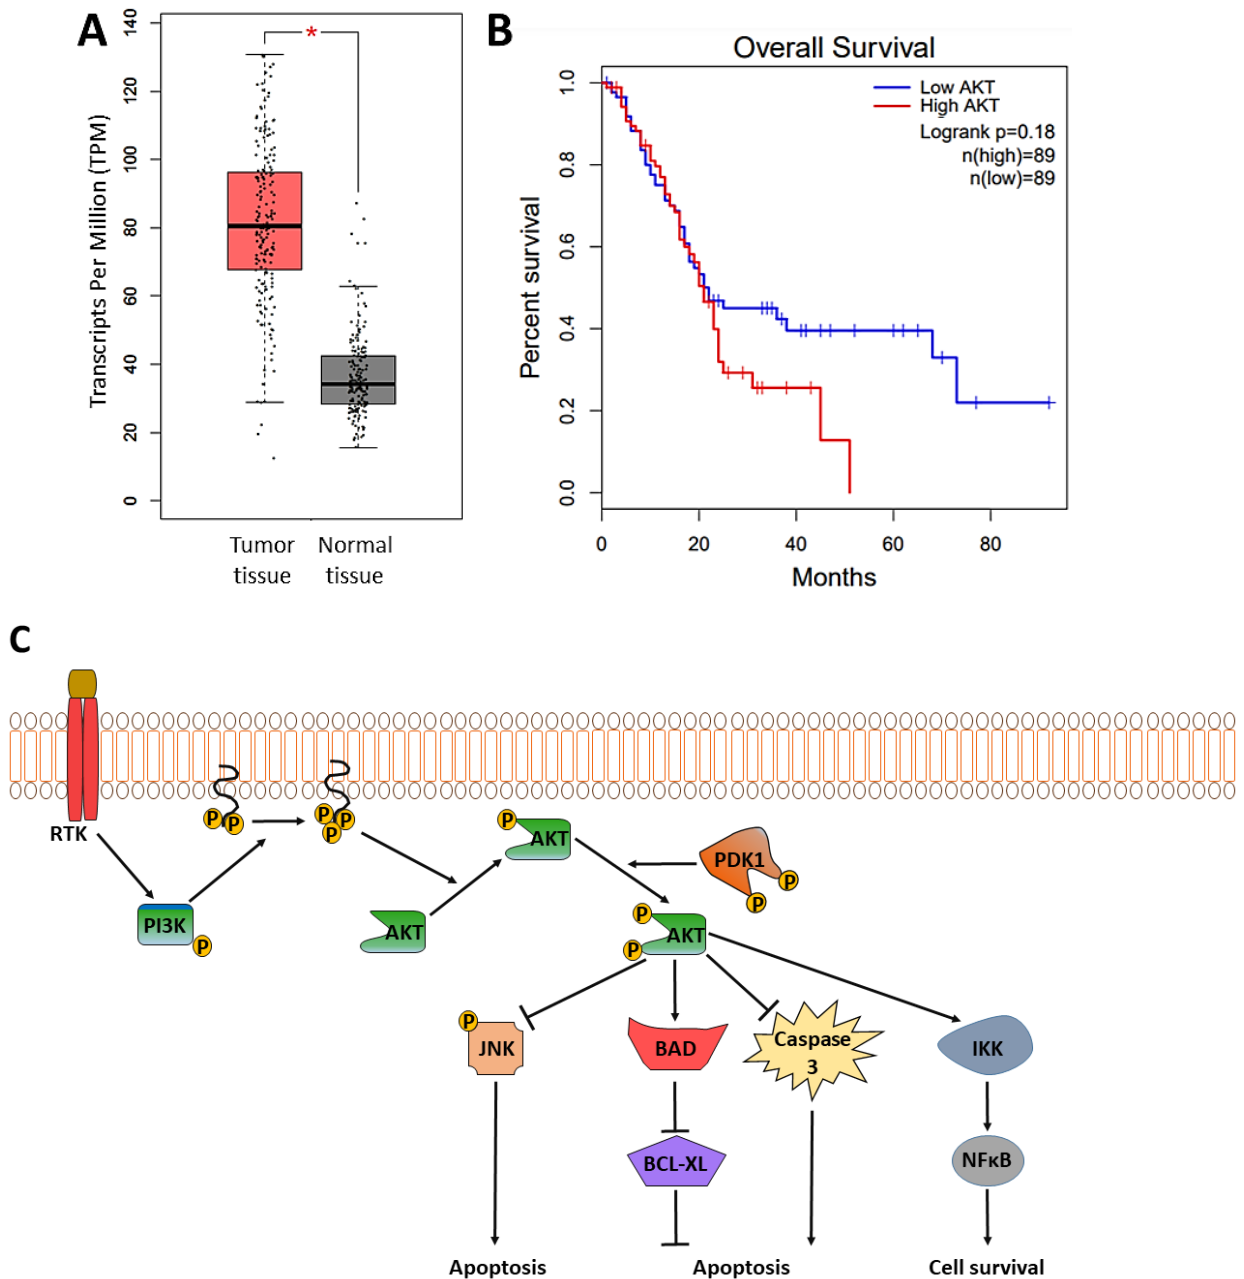 A
140
120
100
80
60
40
20
0
Transcripts Per Million (TPM)
*
Tumor
tissue
Normal
tissue
B
Overall Survival
1.0
0.8
0.6
0.4
0.2
0.0
Percent survival
Low AKT
High AKT
Logrank p=0.18
n(high)=89
n(low)=89
0
20
40
60
80
Months
C
RTK
P
P
P
P
P
P
AKT
PDK1
P
P
PI3K
P
AKT
P
P
AKT
P
JNK
BAD
Caspase
3
IKK
BCL-XL
NFκB
Apoptosis
Apoptosis
Cell survival